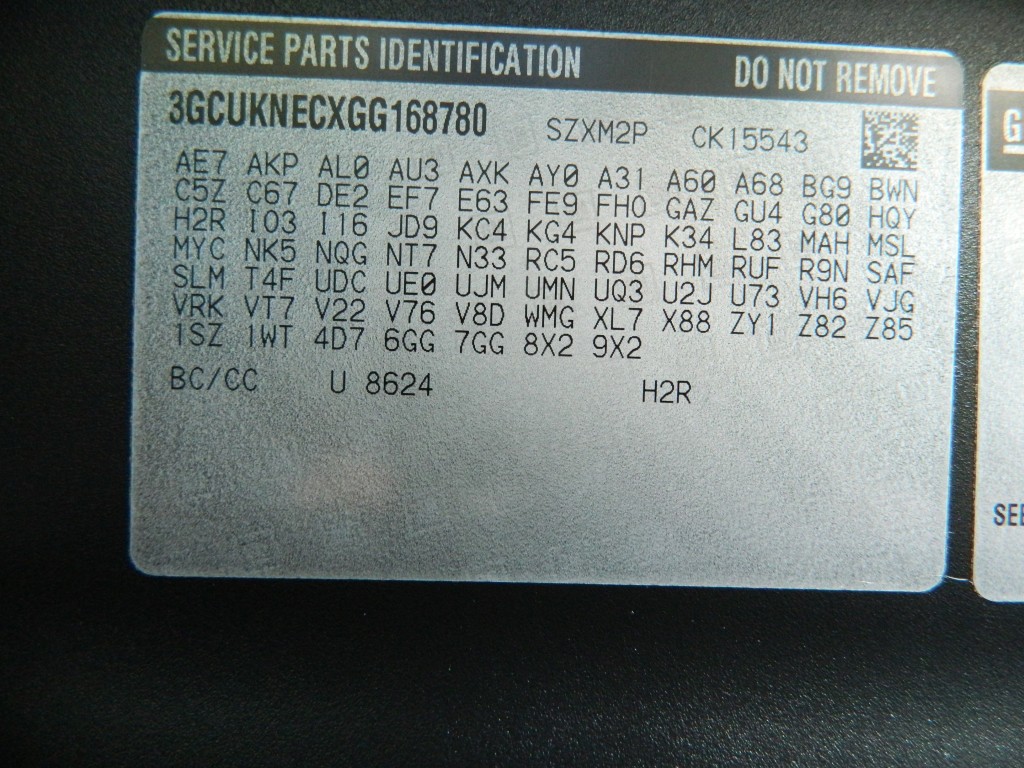 SERVICE PARTS IDENTIFICATION DO NOT REMOVE
3GCUKNECXGG168780 SZXM2P CK15543
AE7 AKP AL0 AU3 AXK AY0 A31 A60 A68 BG9 BWN
C5Z C67 DE2 EF7 E63 FE9 FHO GAZ GU4 G80 HQY
H2R IO3 I16 JD9 KC4 KG4 KNP K34 L83 MAH MSL
MYC NK5 NQG NT7 N33 RC5 RD6 RHM RUF R9N SAF
SLM T4F UDC UE0 UJM UMN UQ3 U2J U73 VH6 VJG
VRK VT7 V22 V76 V8D WMG XL7 X88 ZY1 Z82 Z85
1SZ 1WT 4D7 6GG 7GG 8X2 9X2
BC/CC U 8624 H2R
G
SEE